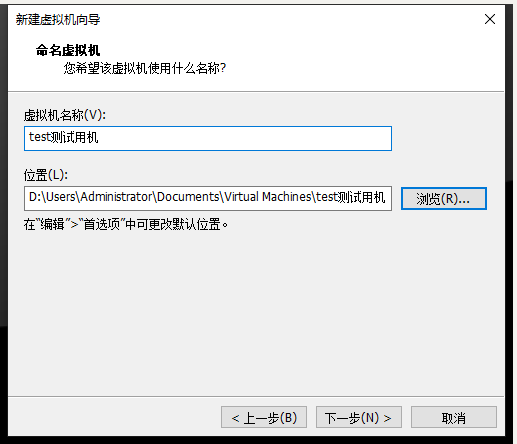 新建虚拟机向导
命名虚拟机
您希望该虚拟机使用什么名称?
虚拟机名称(V):
test测试用机
位置(L):
D:\Users\Administrator\Documents\Virtual Machines\test测试用机
浏览(R)...
在“编辑”>“首选项”中可更改默认位置。
< 上一步(B)
下一步(N) >
取消